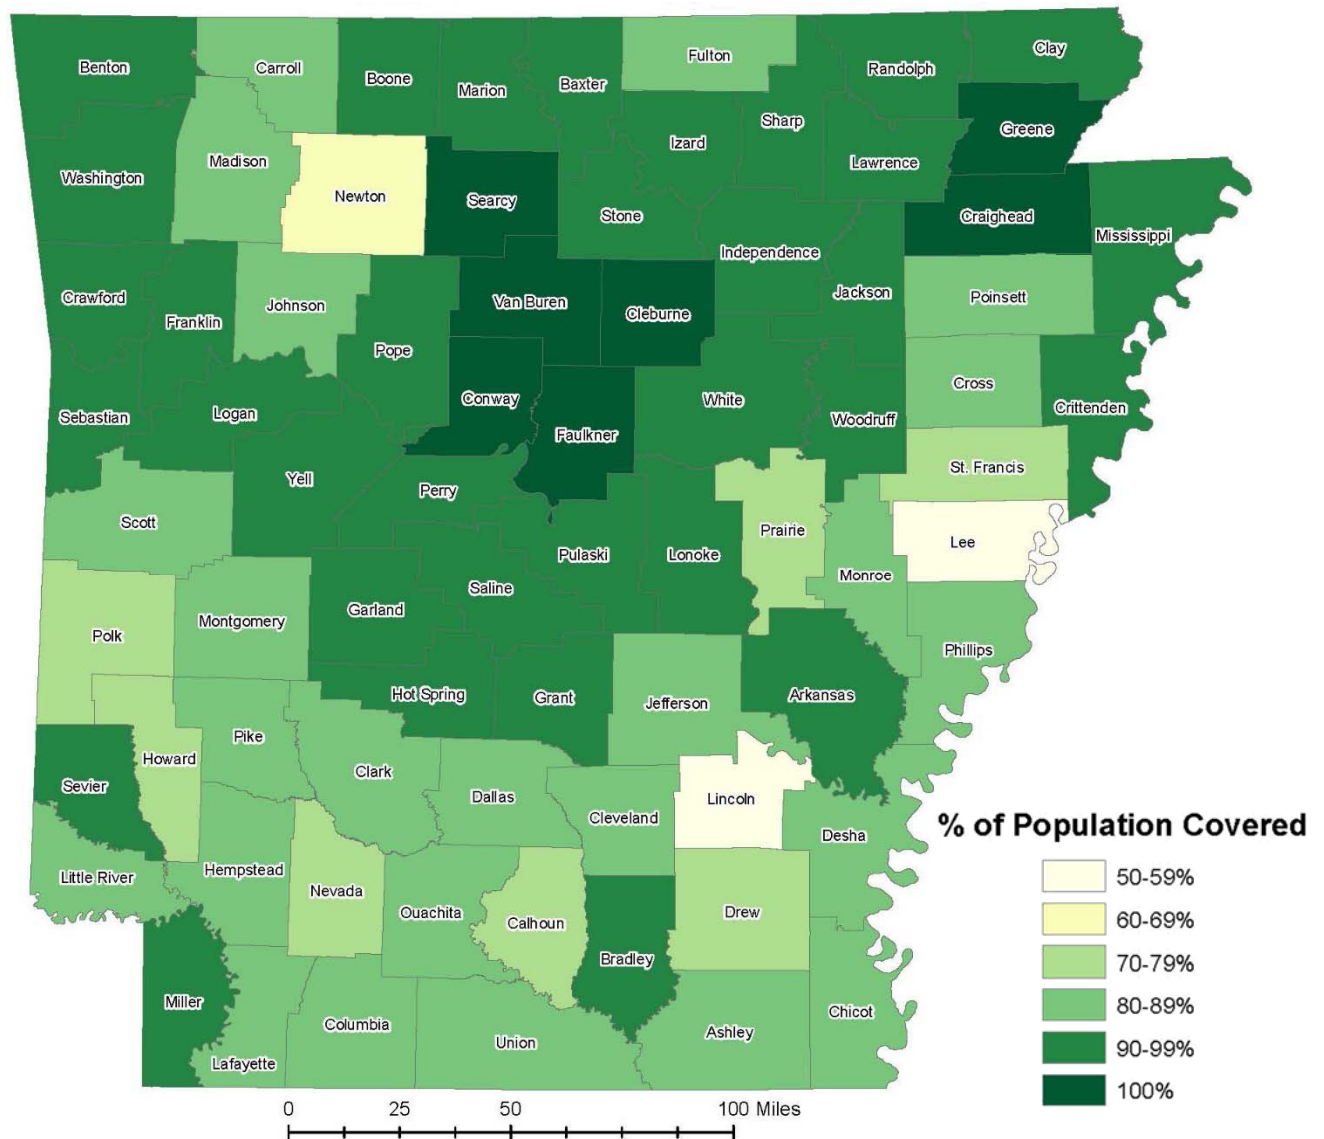 Benton
Carroll
Boone
Marion
Baxter
Fulton
Randolph
Clay
Sharp
Greene
Izard
Madison
Lawrence
Washington
Newton
Searcy
Stone
Craighead
Mississippi
Independence
Crawford
Franklin
Johnson
Van Buren
Cleburne
Jackson
Poinsett
Pope
Cross
Sebastian
Logan
Conway
White
Woodruff
Crittenden
Faulkner
Yell
Perry
St. Francis
Scott
Prairie
Pulaski
Lonoke
Lee
Monroe
Saline
Garland
Montgomery
Polk
Phillips
Hot Spring
Grant
Jefferson
Arkansas
Pike
Howard
Clark
Sevier
Dallas
Lincoln
Cleveland
Desha
Hempstead
Little River
Nevada
Ouachita
Calhoun
Drew
Bradley
Miller
Columbia
Union
Ashley
Chicot
Lafayette
% of Population Covered
50-59%
60-69%
70-79%
80-89%
90-99%
100%
0 25 50 100 Miles